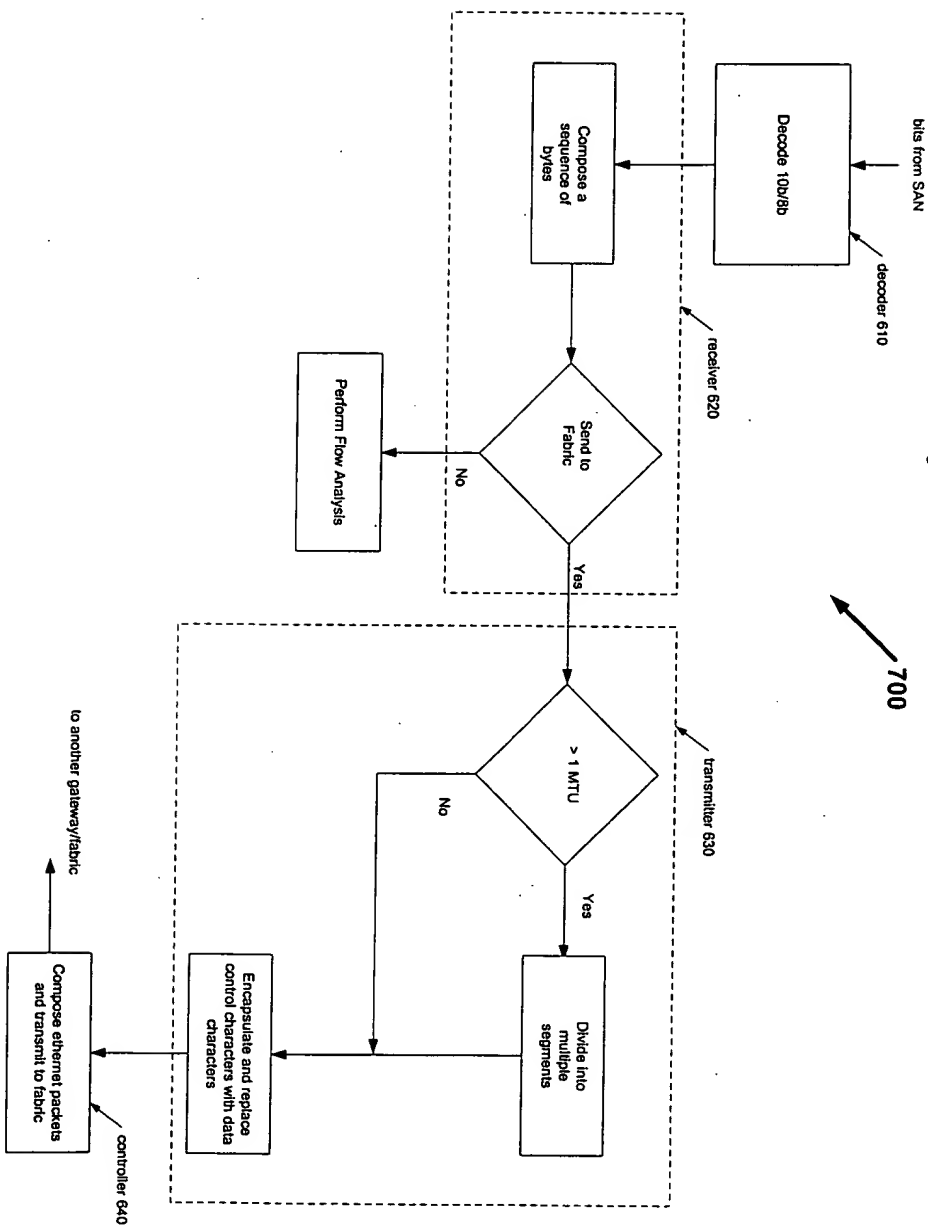 bits from SAN
Decode 10b/8b
decoder 610
Compose a
sequence of
bytes
receiver 620
Send to
Fabric
No
Perform Flow Analysis
Yes
700
transmitter 630
> 1 MTU
No
Yes
Divide into
multiple
segments
Encapsulate and replace
control characters with data
characters
Compose ethernet packets
and transmit to fabric
controller 640
to another gateway/fabric